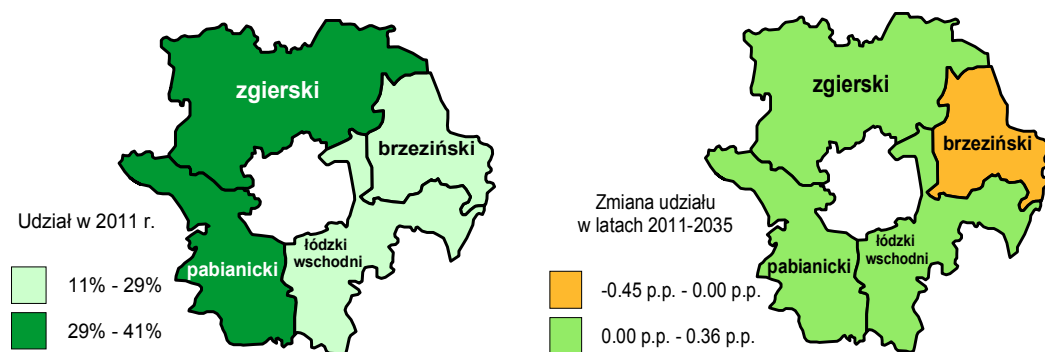 zgierski
brzeziński
łódzki
wschodni
pabianicki
Udział w 2011 r.
11% - 29%
29% - 41%
zgierski
brzeziński
łódzki
wschodni
pabianicki
Zmiana udziału
w latach 2011-2035
-0.45 p.p. - 0.00 p.p.
0.00 p.p. - 0.36 p.p.